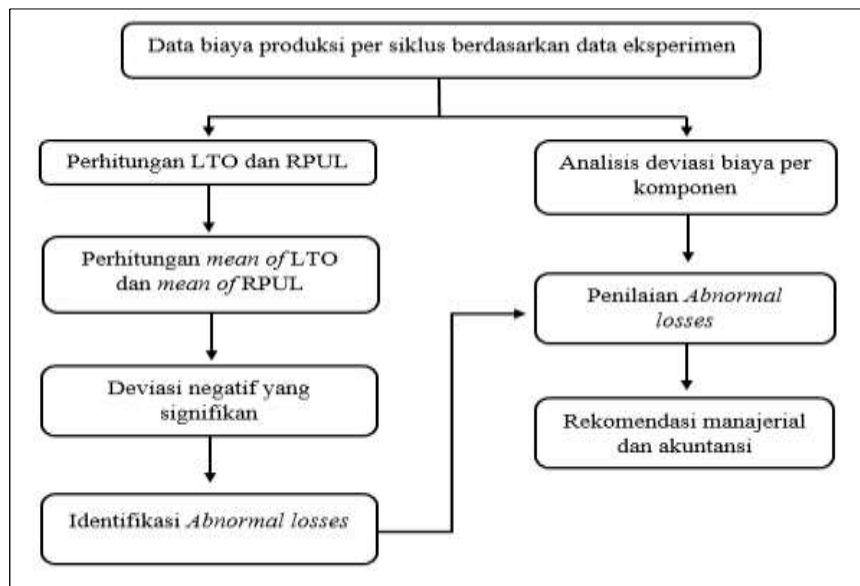 Data biaya produksi per siklus berdasarkan data eksperimen
Perhitungan LTO dan RPUL
Perhitungan mean of LTO
dan mean of RPUL
Deviasi negatif yang
signifikan
Identifikasi Abnormal losses
Analisis deviasi biaya per
komponen
Penilaian Abnormal
losses
Rekomendasi manajerial
dan akuntansi